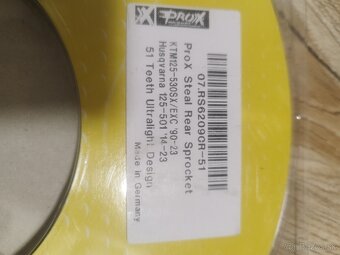 PROX
07.RS62090R-51
ProX Steal Rear Sprocket
KTM125-530SX/EXC '90-23
Husqvarna 125-501 '14-23
51 Teeth Ultralight Design
Made in Germany